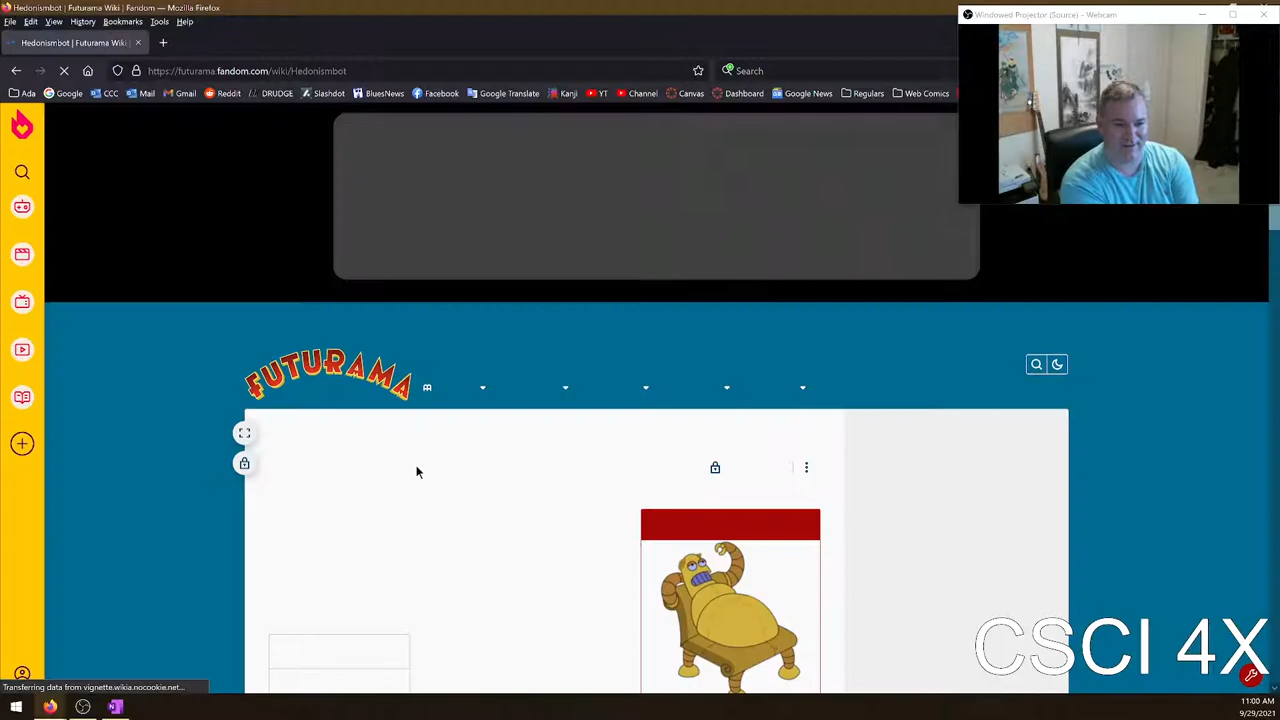 Hedonismbot | Futurama Wiki | Fandom — Mozilla Firefox
Windowed Projector (Source) - Webcam
File Edit View History Bookmarks Tools Help
Hedonismbot | Futurama Wiki
https://futurama.fandom.com/wiki/Hedonismbot
Search
Ada Google CCC Mail Gmail Reddit DRUDGE Slashdot BluesNews Facebook Google Translate Kanji YT Channel Canvas Dashboard Google News Regulars Web Comics
FUTURAMA
CSCI 4X
Transferring data from vignette.wikia.nocookie.net...
11:00 AM
9/29/2021